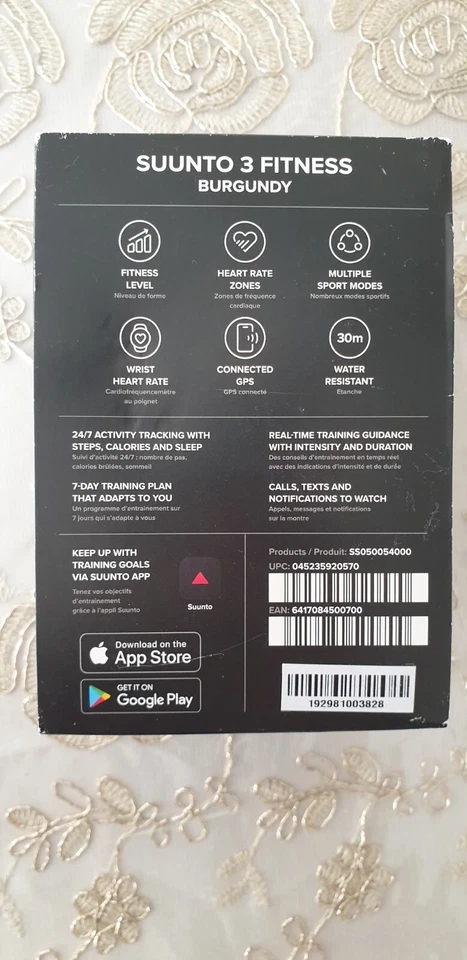 SUUNTO 3 FITNESS
BURGUNDY
FITNESS
LEVEL
Niveau de forme
HEART RATE
ZONES
Zones de fréquence
cardiaque
MULTIPLE
SPORT MODES
Nombreux modes sportifs
30m
WRIST
HEART RATE
Cardiofréquencemètre
au poignet
CONNECTED
GPS
GPS connecté
WATER
RESISTANT
Etanche
24/7 ACTIVITY TRACKING WITH
STEPS, CALORIES AND SLEEP
Suivi d'activité 24/7 : nombre de pas,
calories brûlées, sommeil
REAL-TIME TRAINING GUIDANCE
WITH INTENSITY AND DURATION
Des conseils d'entraînement en temps réel
avec des indications d'intensité et de durée
7-DAY TRAINING PLAN
THAT ADAPTS TO YOU
Un programme d'entraînement sur
7 jours qui s'adapte à vous
CALLS, TEXTS AND
NOTIFICATIONS TO WATCH
Appels, messages et notifications
sur la montre
KEEP UP WITH
TRAINING GOALS
VIA SUUNTO APP
Tenez vos objectifs
d'entraînement
grâce à l'appli Suunto
Suunto
Download on the
App Store
GET IT ON
Google Play
Products / Produit: SS050054000
UPC: 045235920570
EAN: 6417084500700
192981003828